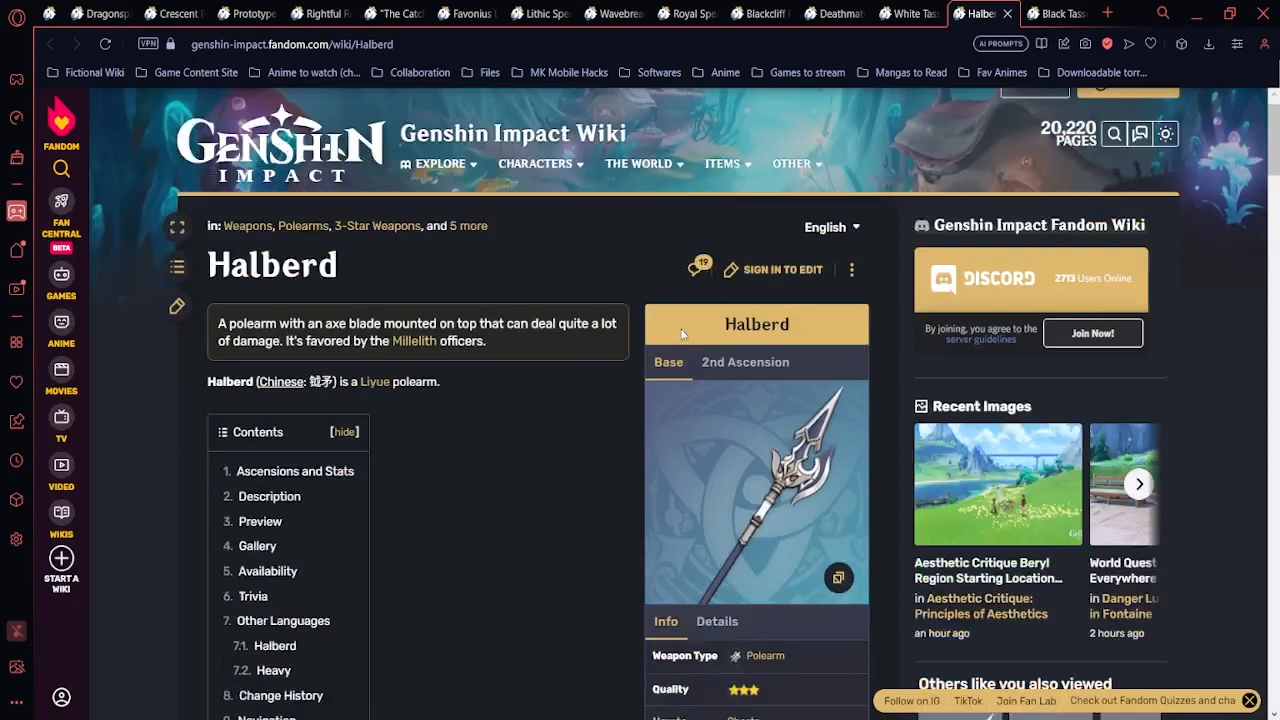 Dragonsp
Crescent
Prototype
Rightful R
"The Catc
Favonius
Lithic Spe
Wavebrea
Royal Spe
Blackcliff
Deathmat
White Tas
Halber
Black Tass
VPN
genshin-impact.fandom.com/wiki/Halberd
AI PROMPTS
Fictional Wiki
Game Content Site
Anime to watch (ch...
Collaboration
Files
MK Mobile Hacks
Softwares
Anime
Games to stream
Mangas to Read
Fav Animes
Downloadable torr...
FANDOM
FAN
CENTRAL
BETA
GAMES
ANIME
MOVIES
TV
VIDEO
WIKIS
START A
WIKI
GENSHIN
IMPACT
Genshin Impact Wiki
EXPLORE
CHARACTERS
THE WORLD
ITEMS
OTHER
20,220
PAGES
in: Weapons, Polearms, 3-Star Weapons, and 5 more
English
Halberd
19
SIGN IN TO EDIT
A polearm with an axe blade mounted on top that can deal quite a lot
of damage. It's favored by the Millelith officers.
Halberd (Chinese: 钺矛) is a Liyue polearm.
Contents [hide]
1. Ascensions and Stats
2. Description
3. Preview
4. Gallery
5. Availability
6. Trivia
7. Other Languages
7.1. Halberd
7.2. Heavy
8. Change History
9. Navigation
Halberd
Base
2nd Ascension
Info
Details
Weapon Type Polearm
Quality
Genshin Impact Fandom Wiki
DISCORD
2713 Users Online
By joining, you agree to the
server guidelines
Join Now!
Recent Images
Aesthetic Critique Beryl
Region Starting Location...
in Aesthetic Critique:
Principles of Aesthetics
an hour ago
World Quest
Everywhere
in Danger Lu
in Fontaine
2 hours ago
Others like you also viewed
Follow on IG
TikTok
Join Fan Lab
Check out Fandom Quizzes and cha